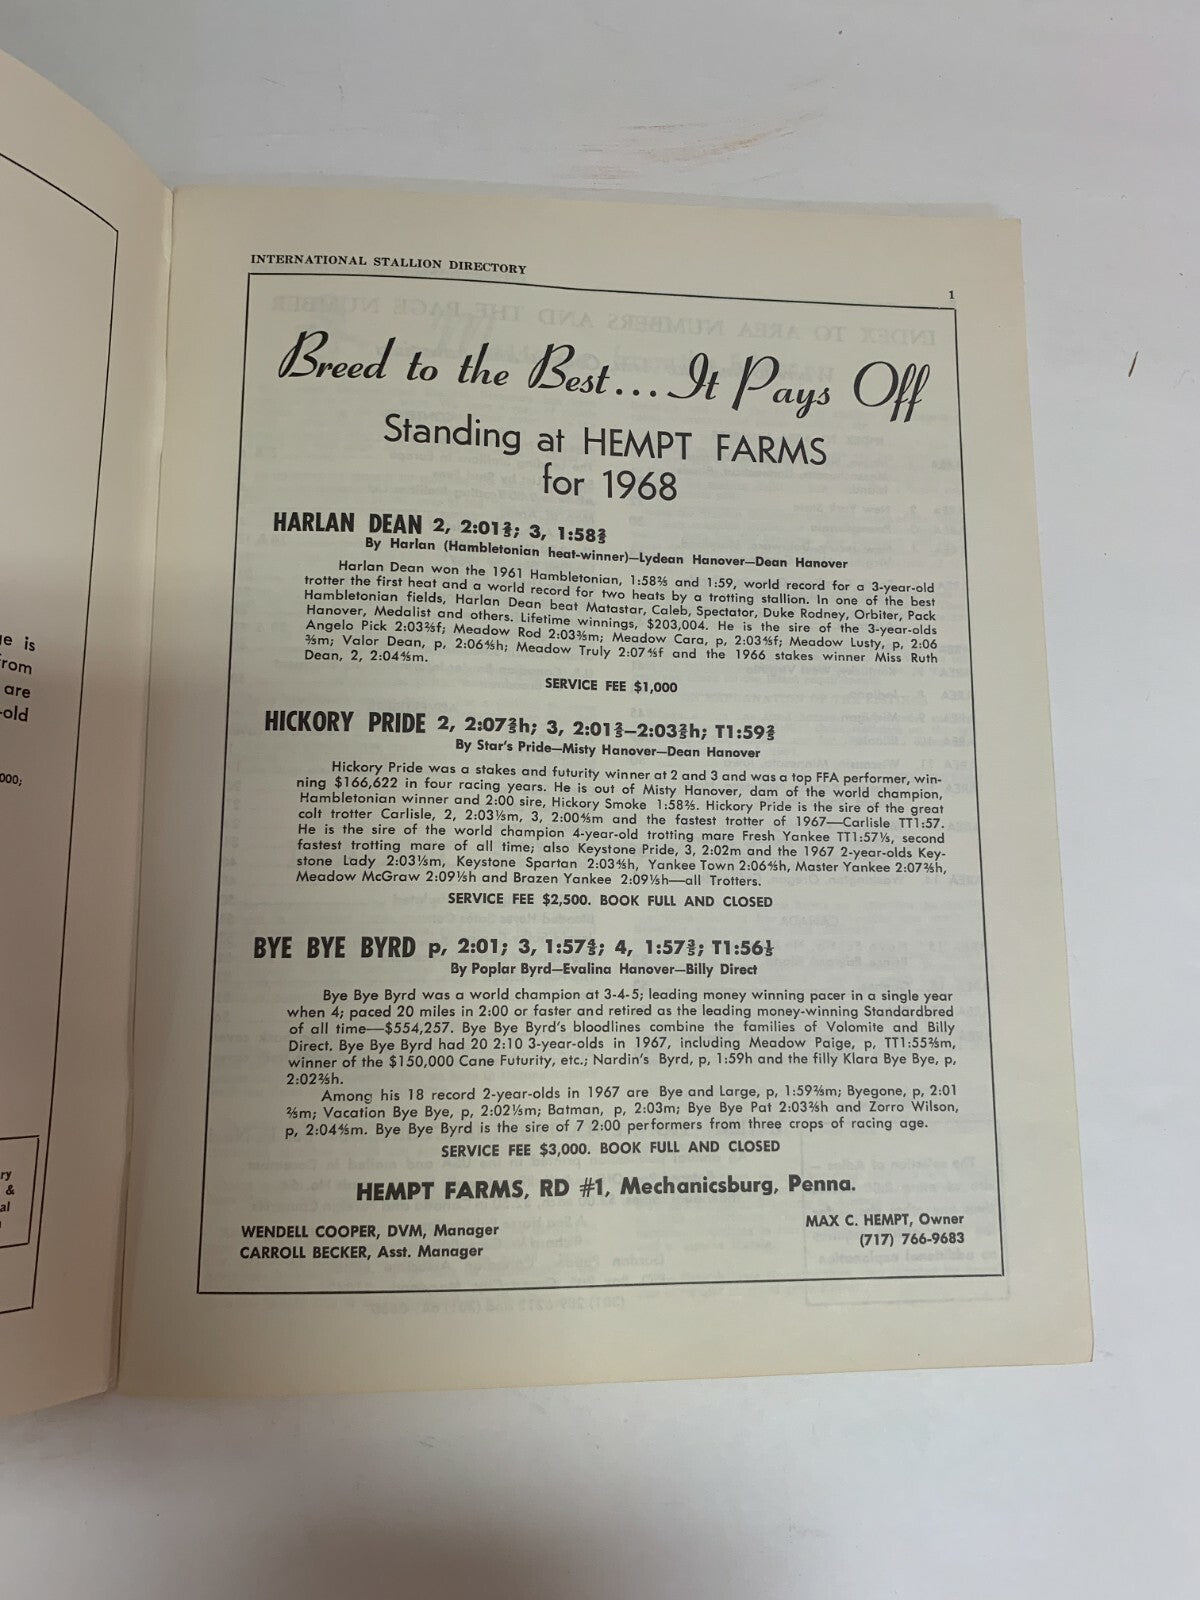 INTERNATIONAL STALLION DIRECTORY
1
Breed to the Best... It Pays Off
Standing at HEMPT FARMS
for 1968
HARLAN DEAN 2, 2:01⅖; 3, 1:58⅖
By Harlan (Hambletonian heat-winner)—Lydean Hanover—Dean Hanover
Harlan Dean won the 1961 Hambletonian, 1:58⅖ and 1:59, world record for a 3-year-old
trotter the first heat and a world record for two heats by a trotting stallion. In one of the best
Hambletonian fields, Harlan Dean beat Matastar, Caleb, Spectator, Duke Rodney, Orbiter, Pack
Hanover, Medalist and others. Lifetime winnings, $203,004. He is the sire of the 3-year-olds
Angelo Pick 2:03⅖f; Meadow Rod 2:03⅗m; Meadow Cara, p, 2:03⅘f; Meadow Lusty, p, 2:06
⅗m; Valor Dean, p, 2:06⅘h; Meadow Truly 2:07⅘f and the 1966 stakes winner Miss Ruth
Dean, 2, 2:04⅘m.
SERVICE FEE $1,000
HICKORY PRIDE 2, 2:07⅗h; 3, 2:01⅗–2:03⅗h; T1:59⅖
By Star's Pride—Misty Hanover—Dean Hanover
Hickory Pride was a stakes and futurity winner at 2 and 3 and was a top FFA performer, win-
ning $166,622 in four racing years. He is out of Misty Hanover, dam of the world champion,
Hambletonian winner and 2:00 sire, Hickory Smoke 1:58⅖. Hickory Pride is the sire of the great
colt trotter Carlisle, 2, 2:03⅕m, 3, 2:00⅘m and the fastest trotter of 1967—Carlisle TT1:57.
He is the sire of the world champion 4-year-old trotting mare Fresh Yankee TT1:57⅕, second
fastest trotting mare of all time; also Keystone Pride, 3, 2:02m and the 1967 2-year-olds Key-
stone Lady 2:03⅕m, Keystone Spartan 2:03⅘h, Yankee Town 2:06⅘h, Master Yankee 2:07⅖h,
Meadow McGraw 2:09⅕h and Brazen Yankee 2:09⅕h—all Trotters.
SERVICE FEE $2,500. BOOK FULL AND CLOSED
BYE BYE BYRD p, 2:01; 3, 1:57⅘; 4, 1:57⅗; T1:56⅕
By Poplar Byrd—Evalina Hanover—Billy Direct
Bye Bye Byrd was a world champion at 3-4-5; leading money winning pacer in a single year
when 4; paced 20 miles in 2:00 or faster and retired as the leading money-winning Standardbred
of all time—$554,257. Bye Bye Byrd's bloodlines combine the families of Volomite and Billy
Direct. Bye Bye Byrd had 20 2:10 3-year-olds in 1967, including Meadow Paige, p, TT1:55⅖m,
winner of the $150,000 Cane Futurity, etc.; Nardin's Byrd, p, 1:59h and the filly Klara Bye Bye, p,
2:02⅖h.
Among his 18 record 2-year-olds in 1967 are Bye and Large, p, 1:59⅖m; Byegone, p, 2:01
⅖m; Vacation Bye Bye, p, 2:02⅕m; Batman, p, 2:03m; Bye Bye Pat 2:03⅖h and Zorro Wilson,
p, 2:04⅘m. Bye Bye Byrd is the sire of 7 2:00 performers from three crops of racing age.
SERVICE FEE $3,000. BOOK FULL AND CLOSED
HEMPT FARMS, RD #1, Mechanicsburg, Penna.
WENDELL COOPER, DVM, Manager
CARROLL BECKER, Asst. Manager
MAX C. HEMPT, Owner
(717) 766-9683
is
from
are
-old
000;
ry
&
al